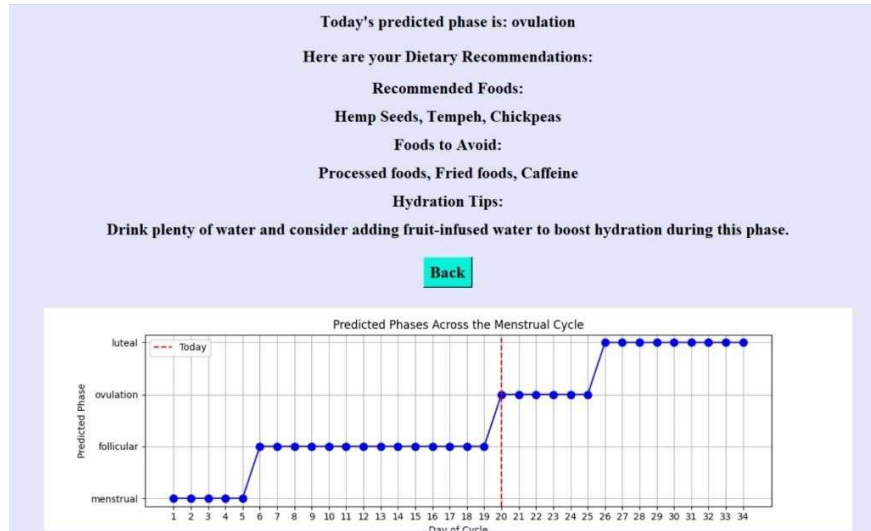 Today's predicted phase is: ovulation
Here are your Dietary Recommendations:
Recommended Foods:
Hemp Seeds, Tempeh, Chickpeas
Foods to Avoid:
Processed foods, Fried foods, Caffeine
Hydration Tips:
Drink plenty of water and consider adding fruit-infused water to boost hydration during this phase.
Back
Predicted Phases Across the Menstrual Cycle
Today
luteal
ovulation
follicular
menstrual
Predicted Phase
1 2 3 4 5 6 7 8 9 10 11 12 13 14 15 16 17 18 19 20 21 22 23 24 25 26 27 28 29 30 31 32 33 34
Day of Cycle